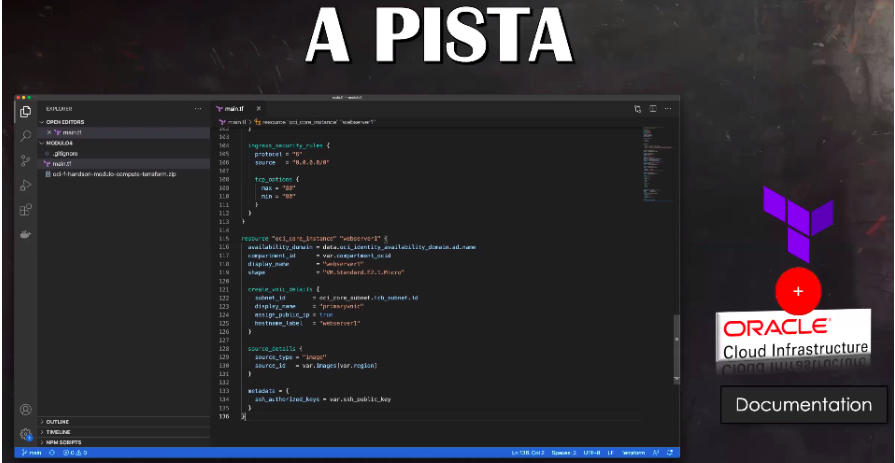 A PISTA
main.tf — modulo4
EXPLORER
main.tf
OPEN EDITORS
main.tf
main.tf > resource "oci_core_instance" "webserver1"
MODULO4
.gitignore
main.tf
oci-f-handson-modulo-compute-terraform.zip
102 }
103
104 ingress_security_rules {
105 protocol = "6"
106 source = "0.0.0.0/0"
107
108 tcp_options {
109 max = "80"
110 min = "80"
111 }
112 }
113 }
114
115 resource "oci_core_instance" "webserver1" {
116 availability_domain = data.oci_identity_availability_domain.ad.name
117 compartment_id = var.compartment_ocid
118 display_name = "webserver1"
119 shape = "VM.Standard.E2.1.Micro"
120
121 create_vnic_details {
122 subnet_id = oci_core_subnet.tcb_subnet.id
123 display_name = "primaryvnic"
124 assign_public_ip = true
125 hostname_label = "webserver1"
126 }
127
128 source_details {
129 source_type = "image"
130 source_id = var.images[var.region]
131 }
132
133 metadata = {
134 ssh_authorized_keys = var.ssh_public_key
135 }
136 }
OUTLINE
TIMELINE
NPM SCRIPTS
main
0 0
Ln 136, Col 2 Spaces: 2 UTF-8 LF Terraform
+
ORACLE
Cloud Infrastructure
Documentation